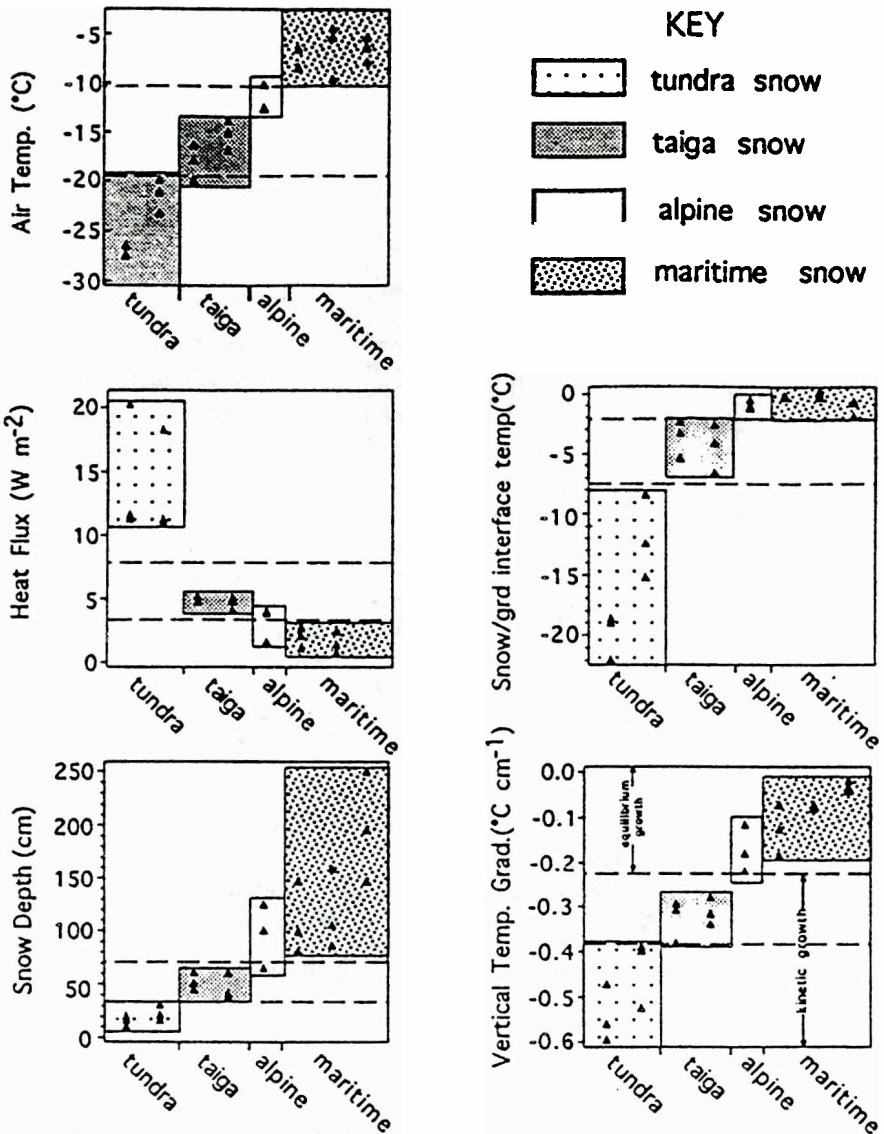 Air Temp. (°C)
-5
-10
-15
-20
-25
-30
tundra
taiga
alpine
maritime
KEY
tundra snow
taiga snow
alpine snow
maritime snow
Heat Flux (W m-2)
20
15
10
5
0
tundra
taiga
alpine
maritime
Snow/grd interface temp(°C)
0
-5
-10
-15
-20
tundra
taiga
alpine
maritime
Snow Depth (cm)
250
200
150
100
50
0
tundra
taiga
alpine
maritime
Vertical Temp. Grad.(°C cm-1)
0.0
-0.1
-0.2
-0.3
-0.4
-0.5
-0.6
equilibrium
growth
kinetic growth
tundra
taiga
alpine
maritime